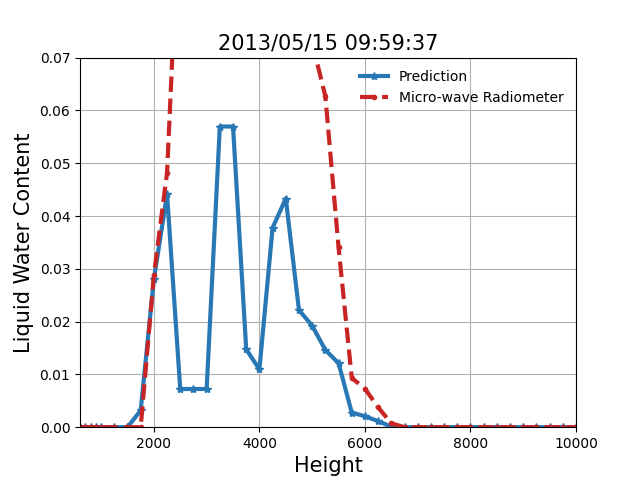 2013/05/15 09:59:37
Prediction
Micro-wave Radiometer
Liquid Water Content
0.07
0.06
0.05
0.04
0.03
0.02
0.01
0.00
2000 4000 6000 8000 10000
Height